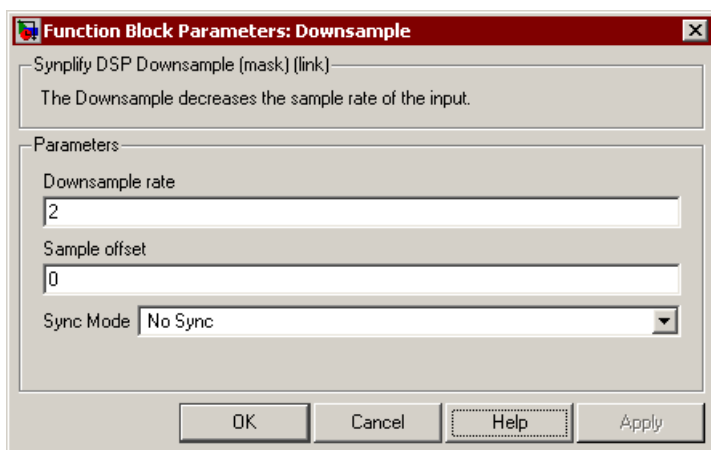 Function Block Parameters: Downsample
Synplify DSP Downsample (mask) (link)
The Downsample decreases the sample rate of the input.
Parameters
Downsample rate
2
Sample offset
0
Sync Mode No Sync
OK Cancel Help Apply